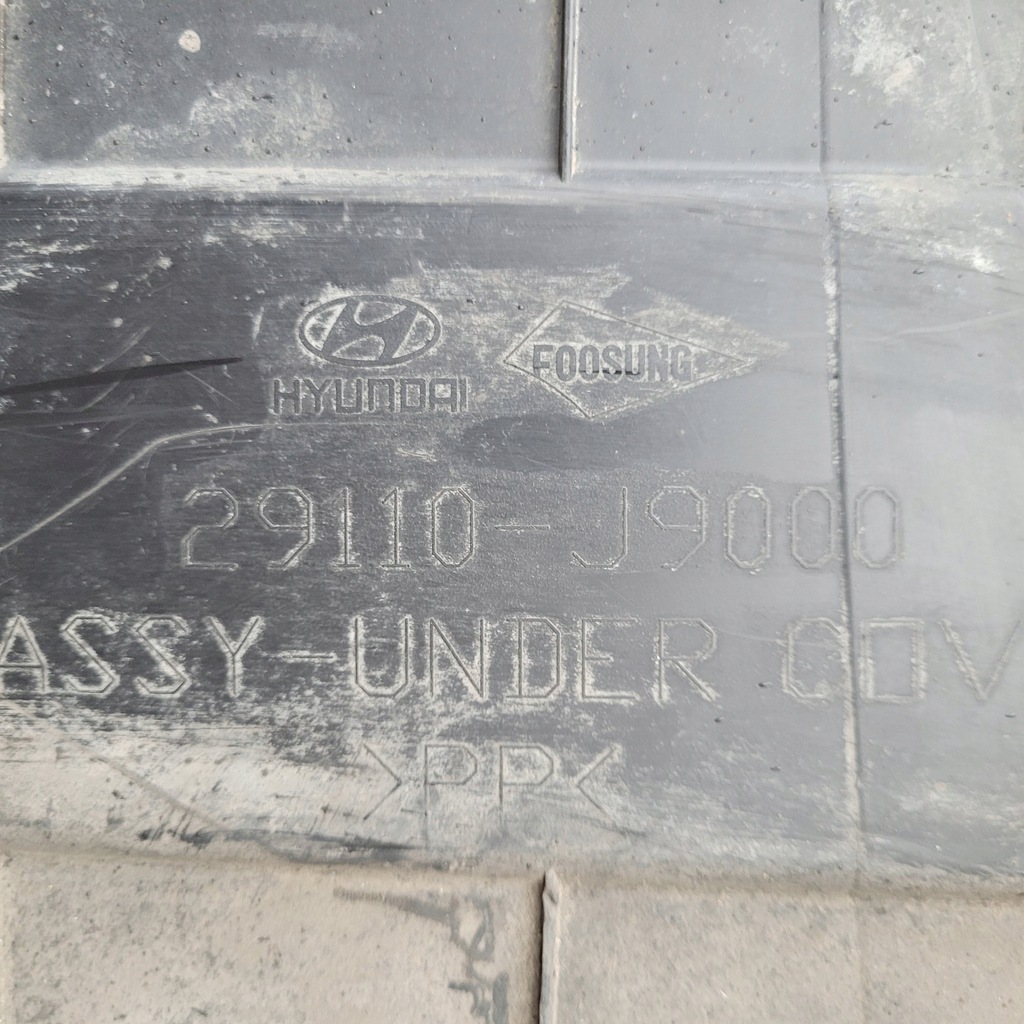 HYUNDAI FOOSUNG
29110-J9000
ASSY-UNDER COV
>PP<